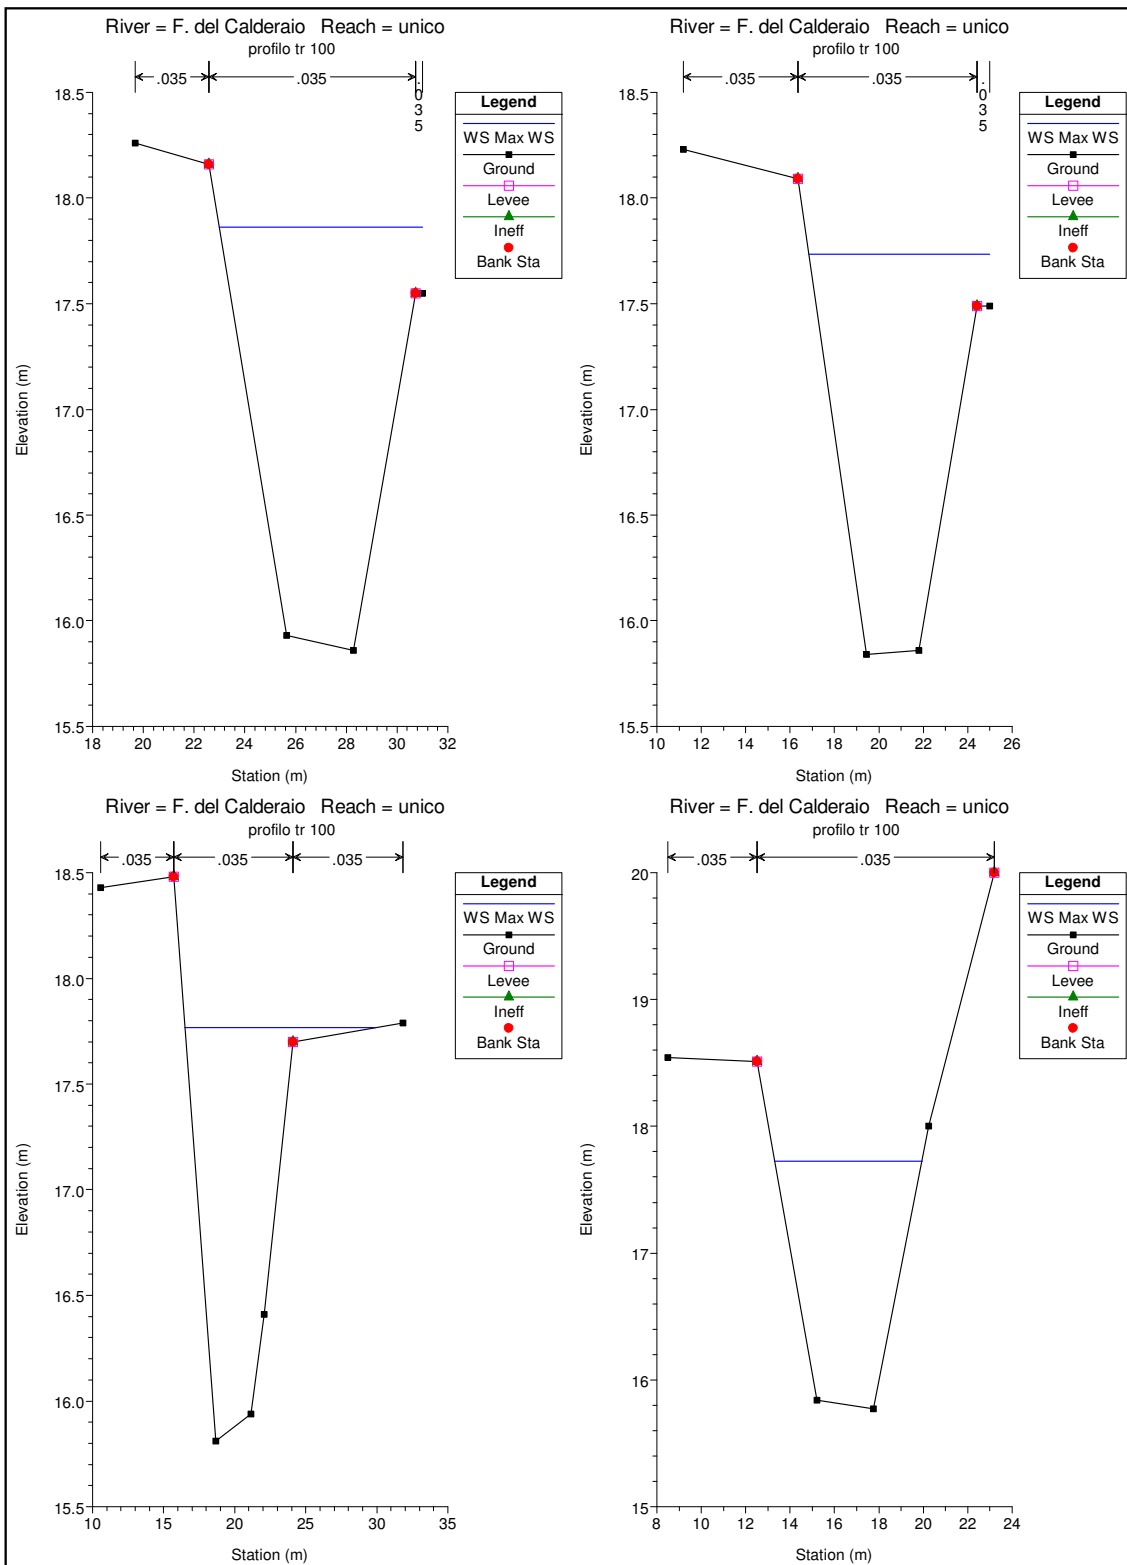 River = F. del Calderaio   Reach = unico
profilo tr 100
.035
.035
.035
18.5
18.0
17.5
17.0
16.5
16.0
15.5
18
20
22
24
26
28
30
32
Elevation (m)
Station (m)
Legend
WS Max WS
Ground
Levee
Ineff
Bank Sta
River = F. del Calderaio   Reach = unico
profilo tr 100
.035
.035
.035
18.5
18.0
17.5
17.0
16.5
16.0
15.5
10
12
14
16
18
20
22
24
26
Elevation (m)
Station (m)
Legend
WS Max WS
Ground
Levee
Ineff
Bank Sta
River = F. del Calderaio   Reach = unico
profilo tr 100
.035
.035
.035
18.5
18.0
17.5
17.0
16.5
16.0
15.5
10
15
20
25
30
35
Elevation (m)
Station (m)
Legend
WS Max WS
Ground
Levee
Ineff
Bank Sta
River = F. del Calderaio   Reach = unico
profilo tr 100
.035
.035
20
19
18
17
16
15
8
10
12
14
16
18
20
22
24
Elevation (m)
Station (m)
Legend
WS Max WS
Ground
Levee
Ineff
Bank Sta